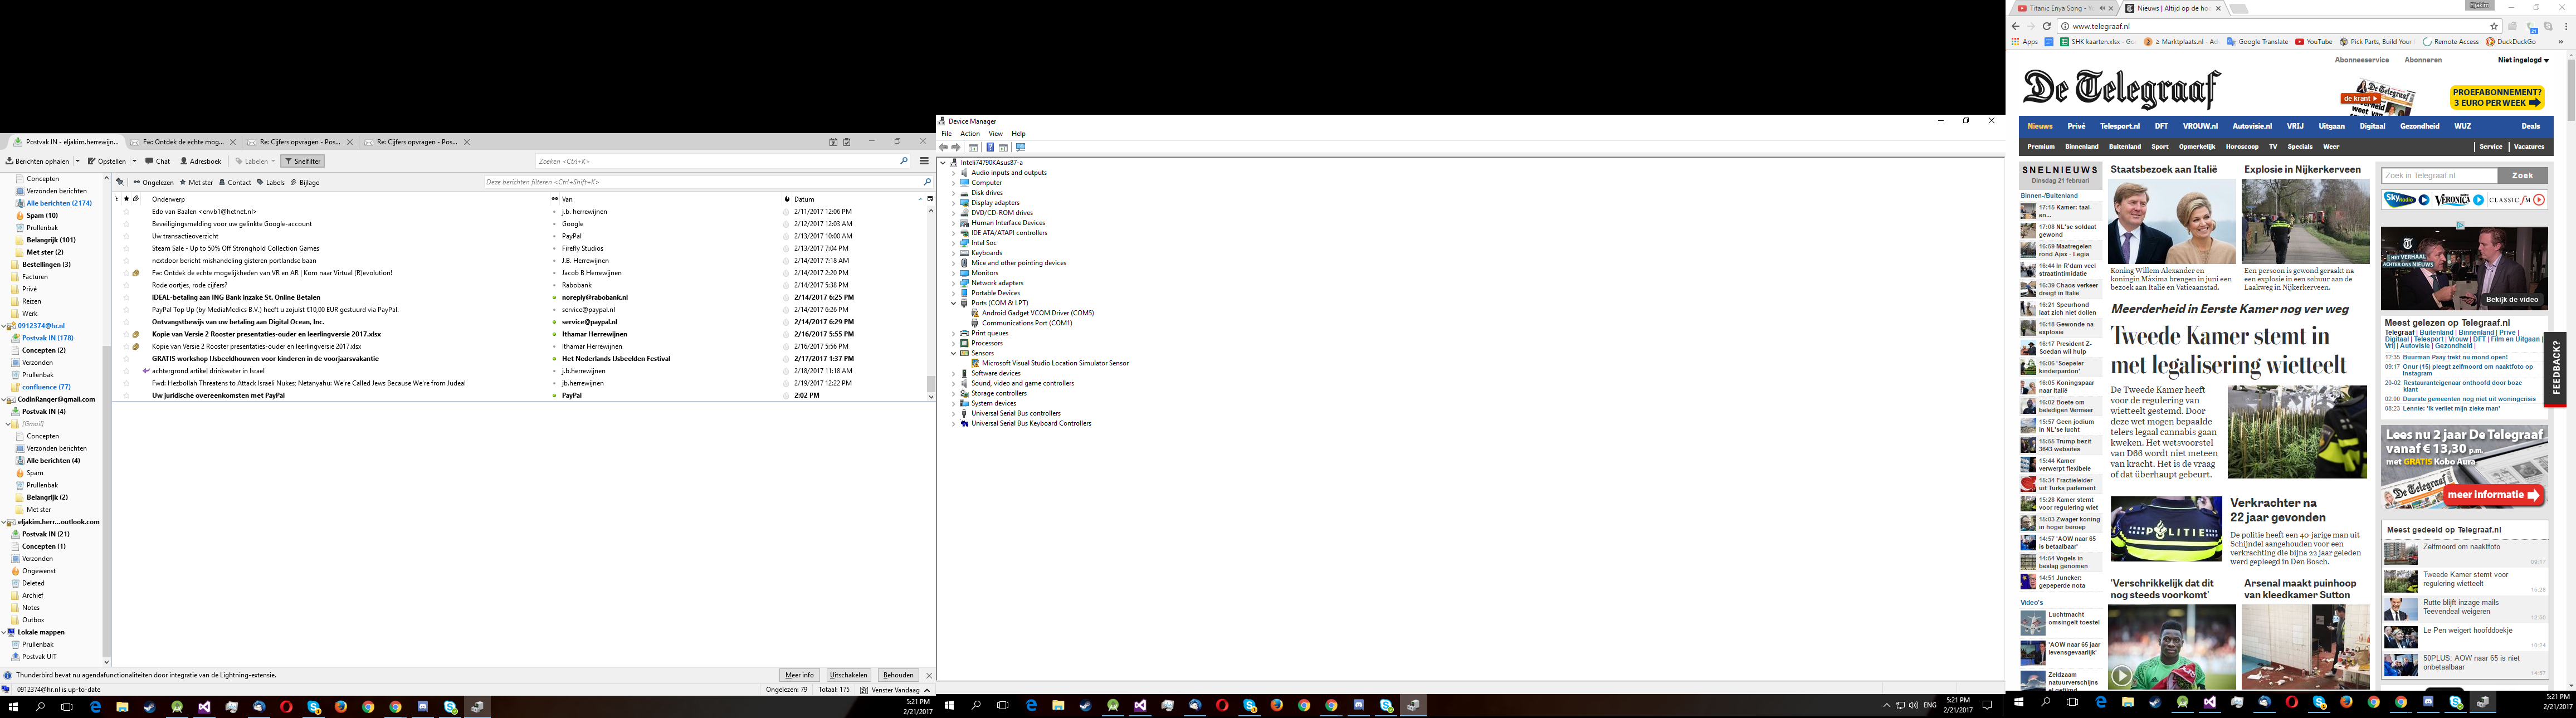 Postvak IN - eljakim.herrewijn...
Fw: Ontdek de echte mog...
Re: Cijfers opvragen - Pos...
Re: Cijfers opvragen - Pos...
Berichten ophalen
Opstellen
Chat
Adresboek
Labels
Snelfilter
Zoeken <Ctrl+K>
Ongelezen
Met ster
Contact
Labels
Bijlage
Deze berichten filteren <Ctrl+Shift+K>
Concepten
Verzonden berichten
Alle berichten (2174)
Spam (10)
Prullenbak
Belangrijk (101)
Met ster (2)
Bestellingen (3)
Facturen
Privé
Reizen
Werk
0912374@hr.nl
Postvak IN (178)
Concepten (2)
Verzonden
Prullenbak
confluence (77)
CodinRanger@gmail.com
Postvak IN (4)
[Gmail]
Concepten
Verzonden berichten
Alle berichten (4)
Spam
Prullenbak
Belangrijk (2)
Met ster
eljakim.herr...outlook.com
Postvak IN (21)
Concepten (1)
Verzonden
Ongewenst
Deleted
Archief
Notes
Outbox
Lokale mappen
Prullenbak
Postvak UIT
Onderwerp Van Datum
Edo van Baalen <envb1@hetnet.nl> j.b. herrewijnen 2/11/2017 12:06 PM
Beveiligingsmelding voor uw gelinkte Google-account Google 2/12/2017 12:03 AM
Uw transactieoverzicht PayPal 2/13/2017 10:00 AM
Steam Sale - Up to 50% Off Stronghold Collection Games Firefly Studios 2/13/2017 7:04 PM
nextdoor bericht mishandeling gisteren portlandse baan J.B. Herrewijnen 2/14/2017 7:18 AM
Fw: Ontdek de echte mogelijkheden van VR en AR | Kom naar Virtual (R)evolution! Jacob B Herrewijnen 2/14/2017 2:20 PM
Rode oortjes, rode cijfers? Rabobank 2/14/2017 5:38 PM
iDEAL-betaling aan ING Bank inzake St. Online Betalen noreply@rabobank.nl 2/14/2017 6:25 PM
PayPal Top Up (by MediaMedics B.V.) heeft u zojuist €10,00 EUR gestuurd via PayPal. service@paypal.nl 2/14/2017 6:26 PM
Ontvangstbewijs van uw betaling aan Digital Ocean, Inc. service@paypal.nl 2/14/2017 6:29 PM
Kopie van Versie 2 Rooster presentaties-ouder en leerlingversie 2017.xlsx Ithamar Herrewijnen 2/16/2017 5:55 PM
Kopie van Versie 2 Rooster presentaties-ouder en leerlingversie 2017.xlsx Ithamar Herrewijnen 2/16/2017 5:56 PM
GRATIS workshop IJsbeeldhouwen voor kinderen in de voorjaarsvakantie Het Nederlands IJsbeelden Festival 2/17/2017 1:37 PM
achtergrond artikel drinkwater in Israel j.b.herrewijnen 2/18/2017 11:18 AM
Fwd: Hezbollah Threatens to Attack Israeli Nukes; Netanyahu: We're Called Jews Because We're from Judea! jb.herrewijnen 2/19/2017 12:22 PM
Uw juridische overeenkomsten met PayPal PayPal 2:02 PM
Thunderbird bevat nu agendafunctionaliteiten door integratie van de Lightning-extensie.
Meer info
Uitschakelen
Behouden
0912374@hr.nl is up-to-date
Ongelezen: 79
Totaal: 175
Venster Vandaag
5:21 PM
2/21/2017
Device Manager
File Action View Help
Inteli74790KAsus87-a
Audio inputs and outputs
Computer
Disk drives
Display adapters
DVD/CD-ROM drives
Human Interface Devices
IDE ATA/ATAPI controllers
Intel Soc
Keyboards
Mice and other pointing devices
Monitors
Network adapters
Portable Devices
Ports (COM & LPT)
Android Gadget VCOM Driver (COM5)
Communications Port (COM1)
Print queues
Processors
Sensors
Microsoft Visual Studio Location Simulator Sensor
Software devices
Sound, video and game controllers
Storage controllers
System devices
Universal Serial Bus controllers
Universal Serial Bus Keyboard Controllers
ENG
5:21 PM
2/21/2017
Titanic Enya Song - Yo
Nieuws | Altijd op de ho
Eljakim
www.telegraaf.nl
Apps
SHK kaarten.xlsx - Go
Marktplaats.nl - Ad
Google Translate
YouTube
Pick Parts, Build Your
Remote Access
DuckDuckGo
Abonneeservice Abonneren Niet ingelogd
De Telegraaf
de krant
PROEFABONNEMENT?
3 EURO PER WEEK
Nieuws Privé Telesport.nl DFT VROUW.nl Autovisie.nl VRIJ Uitgaan Digitaal Gezondheid WUZ Deals
Premium Binnenland Buitenland Sport Opmerkelijk Horoscoop TV Specials Weer Service Vacatures
SNELNIEUWS
Dinsdag 21 februari
Binnen-/Buitenland
17:15 Kamer: taal-
en...
17:08 NL'se soldaat
gewond
16:59 Maatregelen
rond Ajax - Legia
16:44 In R'dam veel
straatintimidatie
16:39 Chaos verkeer
dreigt in Italië
16:21 Speurhond
laat zich niet dollen
16:18 Gewonde na
explosie
16:17 President Z-
Soedan wil hulp
16:06 'Soepeler
kinderpardon'
16:05 Koningspaar
naar Italië
16:02 Boete om
beledigen Vermeer
15:57 Geen jodium
in NL'se lucht
15:55 Trump bezit
3643 websites
15:44 Kamer
verwerpt flexibele
15:34 Fractieleider
uit Turks parlement
15:28 Kamer stemt
voor regulering wiet
15:03 Zwager koning
in hoger beroep
14:57 'AOW naar 65
is betaalbaar'
14:54 Vogels in
beslag genomen
14:51 Juncker:
gepeperde nota
Video's
Luchtmacht
omsingelt toestel
'AOW naar 65 jaar
levensgevaarlijk'
Zeldzaam
natuurverschijns
Staatsbezoek aan Italië
Koning Willem-Alexander en
koningin Máxima brengen in juni een
bezoek aan Italië en Vaticaanstad.
Explosie in Nijkerkerveen
Een persoon is gewond geraakt na
een explosie in een schuur aan de
Laakweg in Nijkerkerveen.
Meerderheid in Eerste Kamer nog ver weg
Tweede Kamer stemt in
met legalisering wietteelt
De Tweede Kamer heeft
voor de regulering van
wietteelt gestemd. Door
deze wet mogen bepaalde
telers legaal cannabis gaan
kweken. Het wetsvoorstel
van D66 wordt niet meteen
van kracht. Het is de vraag
of dat überhaupt gebeurt.
POLITIE
Verkrachter na
22 jaar gevonden
De politie heeft een 40-jarige man uit
Schijndel aangehouden voor een
verkrachting die bijna 22 jaar geleden
werd gepleegd in Den Bosch.
'Verschrikkelijk dat dit
nog steeds voorkomt'
Arsenal maakt puinhoop
van kleedkamer Sutton
Zoek in Telegraaf.nl
Zoek
Sky Radio
VERONICA
CLASSIC fM
HET VERHAAL
ACHTER ONS NIEUWS
Bekijk de video
Meest gelezen op Telegraaf.nl
Telegraaf | Buitenland | Binnenland | Prive |
Digitaal | Telesport | Vrouw | DFT | Film en Uitgaan |
Vrij | Autovisie | Gezondheid |
12:35 Buurman Paay trekt nu mond open!
09:17 Onur (15) pleegt zelfmoord om naaktfoto op
Instagram
20-02 Restauranteigenaar onthoofd door boze
klant
02:00 Duurste gemeenten nog niet uit woningcrisis
08:23 Lennie: 'Ik verliet mijn zieke man'
FEEDBACK?
Lees nu 2 jaar De Telegraaf
vanaf € 13,30 p.m.
met GRATIS Kobo Aura
De Telegraaf
meer informatie
Meest gedeeld op Telegraaf.nl
Zelfmoord om naaktfoto
09:17
Tweede Kamer stemt voor
regulering wietteelt
15:28
Rutte blijft inzage mails
Teevendeal weigeren
12:60
Le Pen weigert hoofddoekje
10:24
50PLUS: AOW naar 65 is niet
onbetaalbaar
14:57
5:21 PM
2/21/2017